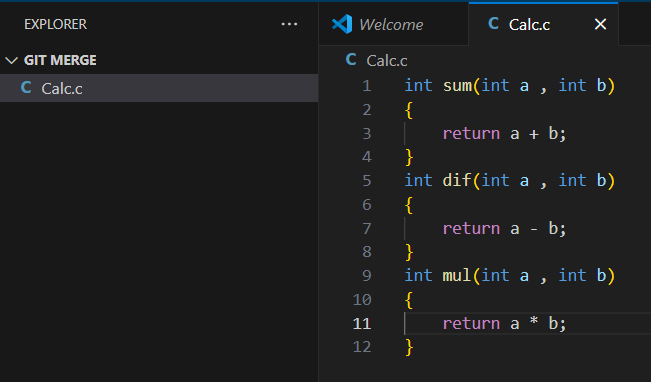 EXPLORER
...
GIT MERGE
C Calc.c
Welcome
C Calc.c
C Calc.c
1 int sum(int a , int b)
2 {
3 return a + b;
4 }
5 int dif(int a , int b)
6 {
7 return a - b;
8 }
9 int mul(int a , int b)
10 {
11 return a * b;
12 }